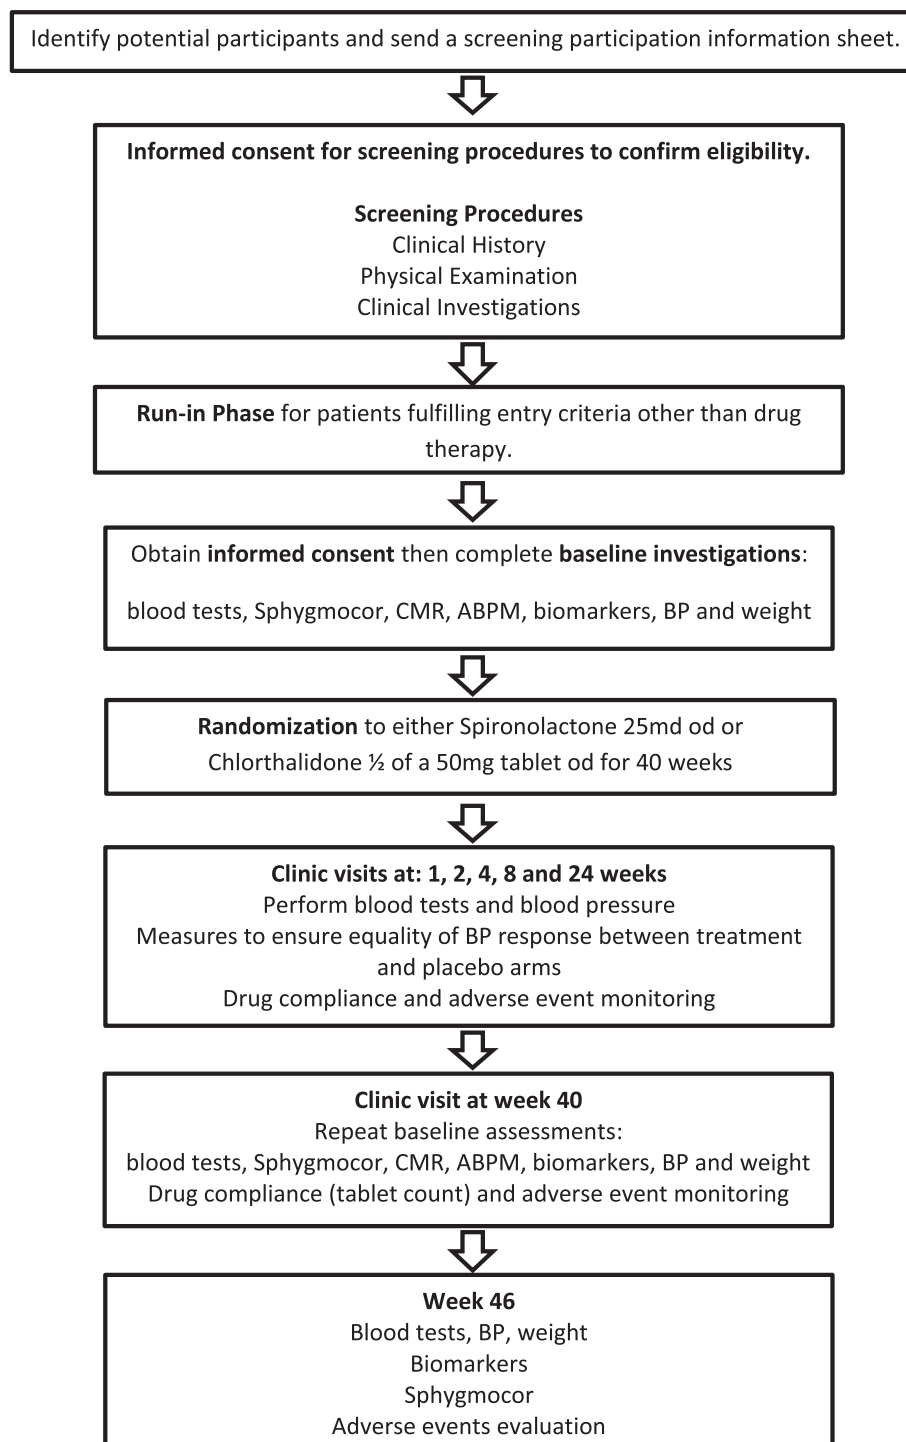 Identify potential participants and send a screening participation information sheet.
Informed consent for screening procedures to confirm eligibility.
Screening Procedures
Clinical History
Physical Examination
Clinical Investigations
Run-in Phase for patients fulfilling entry criteria other than drug
therapy.
Obtain informed consent then complete baseline investigations:
blood tests, Sphygmocor, CMR, ABPM, biomarkers, BP and weight
Randomization to either Spironolactone 25md od or
Chlorthalidone ½ of a 50mg tablet od for 40 weeks
Clinic visits at: 1, 2, 4, 8 and 24 weeks
Perform blood tests and blood pressure
Measures to ensure equality of BP response between treatment
and placebo arms
Drug compliance and adverse event monitoring
Clinic visit at week 40
Repeat baseline assessments:
blood tests, Sphygmocor, CMR, ABPM, biomarkers, BP and weight
Drug compliance (tablet count) and adverse event monitoring
Week 46
Blood tests, BP, weight
Biomarkers
Sphygmocor
Adverse events evaluation